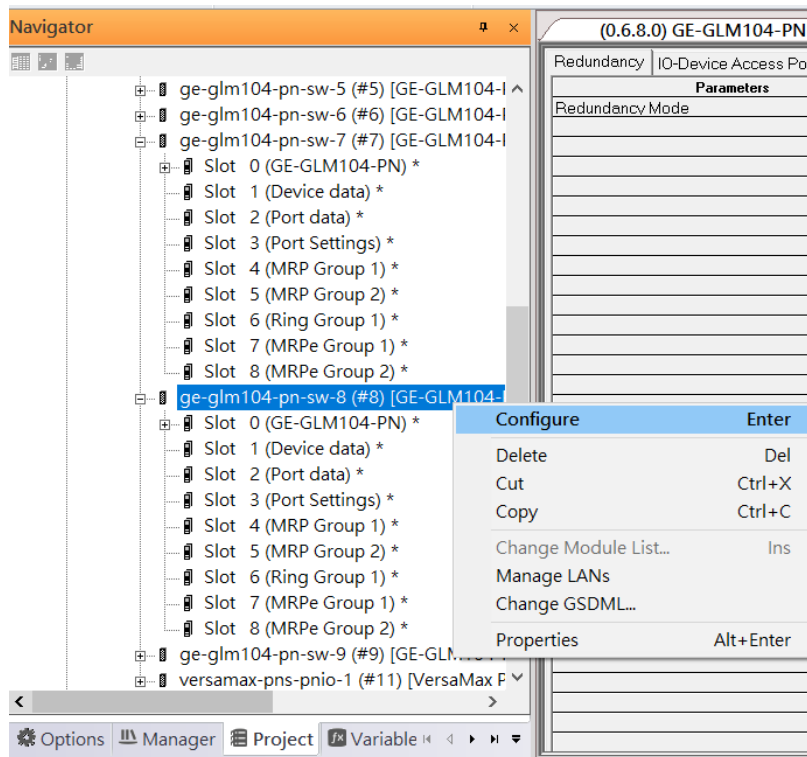 Navigator
(0.6.8.0) GE-GLM104-PN
Redundancy
IO-Device Access Po
Parameters
Redundancy Mode
ge-glm104-pn-sw-5 (#5) [GE-GLM104-
ge-glm104-pn-sw-6 (#6) [GE-GLM104-
ge-glm104-pn-sw-7 (#7) [GE-GLM104-
Slot 0 (GE-GLM104-PN) *
Slot 1 (Device data) *
Slot 2 (Port data) *
Slot 3 (Port Settings) *
Slot 4 (MRP Group 1) *
Slot 5 (MRP Group 2) *
Slot 6 (Ring Group 1) *
Slot 7 (MRPe Group 1) *
Slot 8 (MRPe Group 2) *
ge-glm104-pn-sw-8 (#8) [GE-GLM104-
Slot 0 (GE-GLM104-PN) *
Slot 1 (Device data) *
Slot 2 (Port data) *
Slot 3 (Port Settings) *
Slot 4 (MRP Group 1) *
Slot 5 (MRP Group 2) *
Slot 6 (Ring Group 1) *
Slot 7 (MRPe Group 1) *
Slot 8 (MRPe Group 2) *
ge-glm104-pn-sw-9 (#9)
versamax-pns-pnio-1 (#11) [VersaMax P
Configure Enter
Delete Del
Cut Ctrl+X
Copy Ctrl+C
Change Module List... Ins
Manage LANs
Change GSDML...
Properties Alt+Enter
Options
Manager
Project
Variable